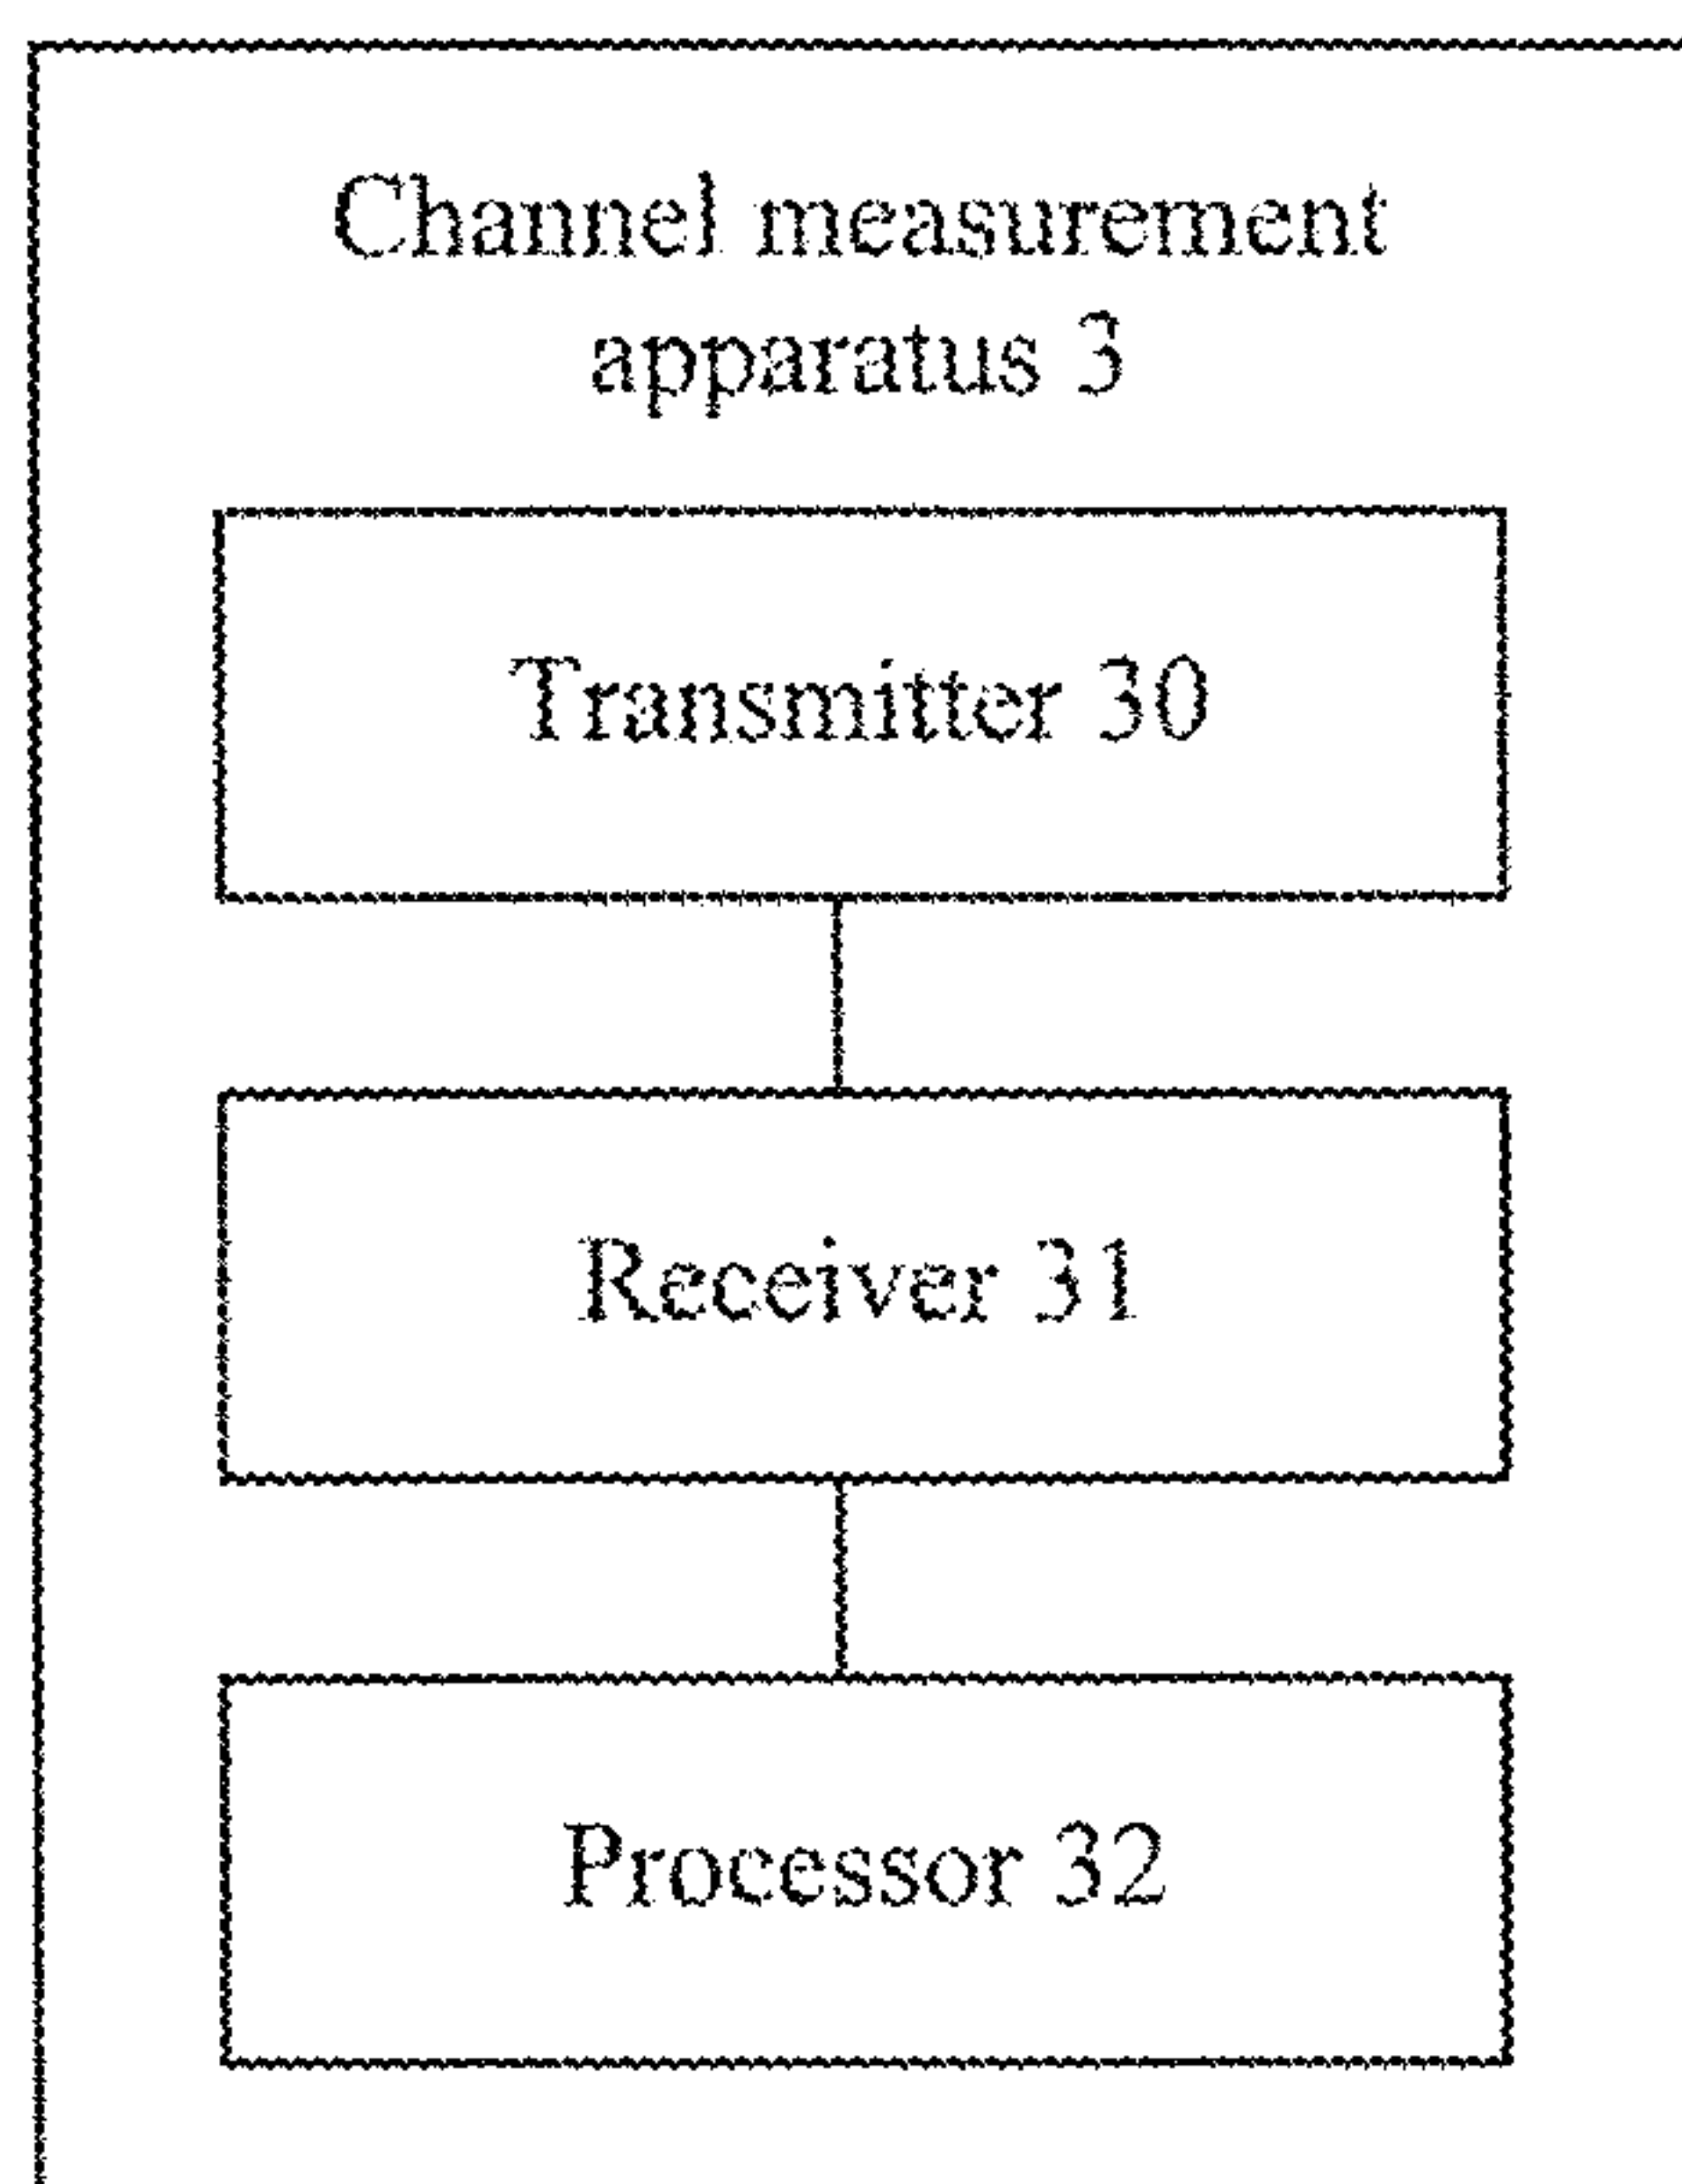 Channel measurement
apparatus 3
Transmitter 30
Receiver 31
Processor 32